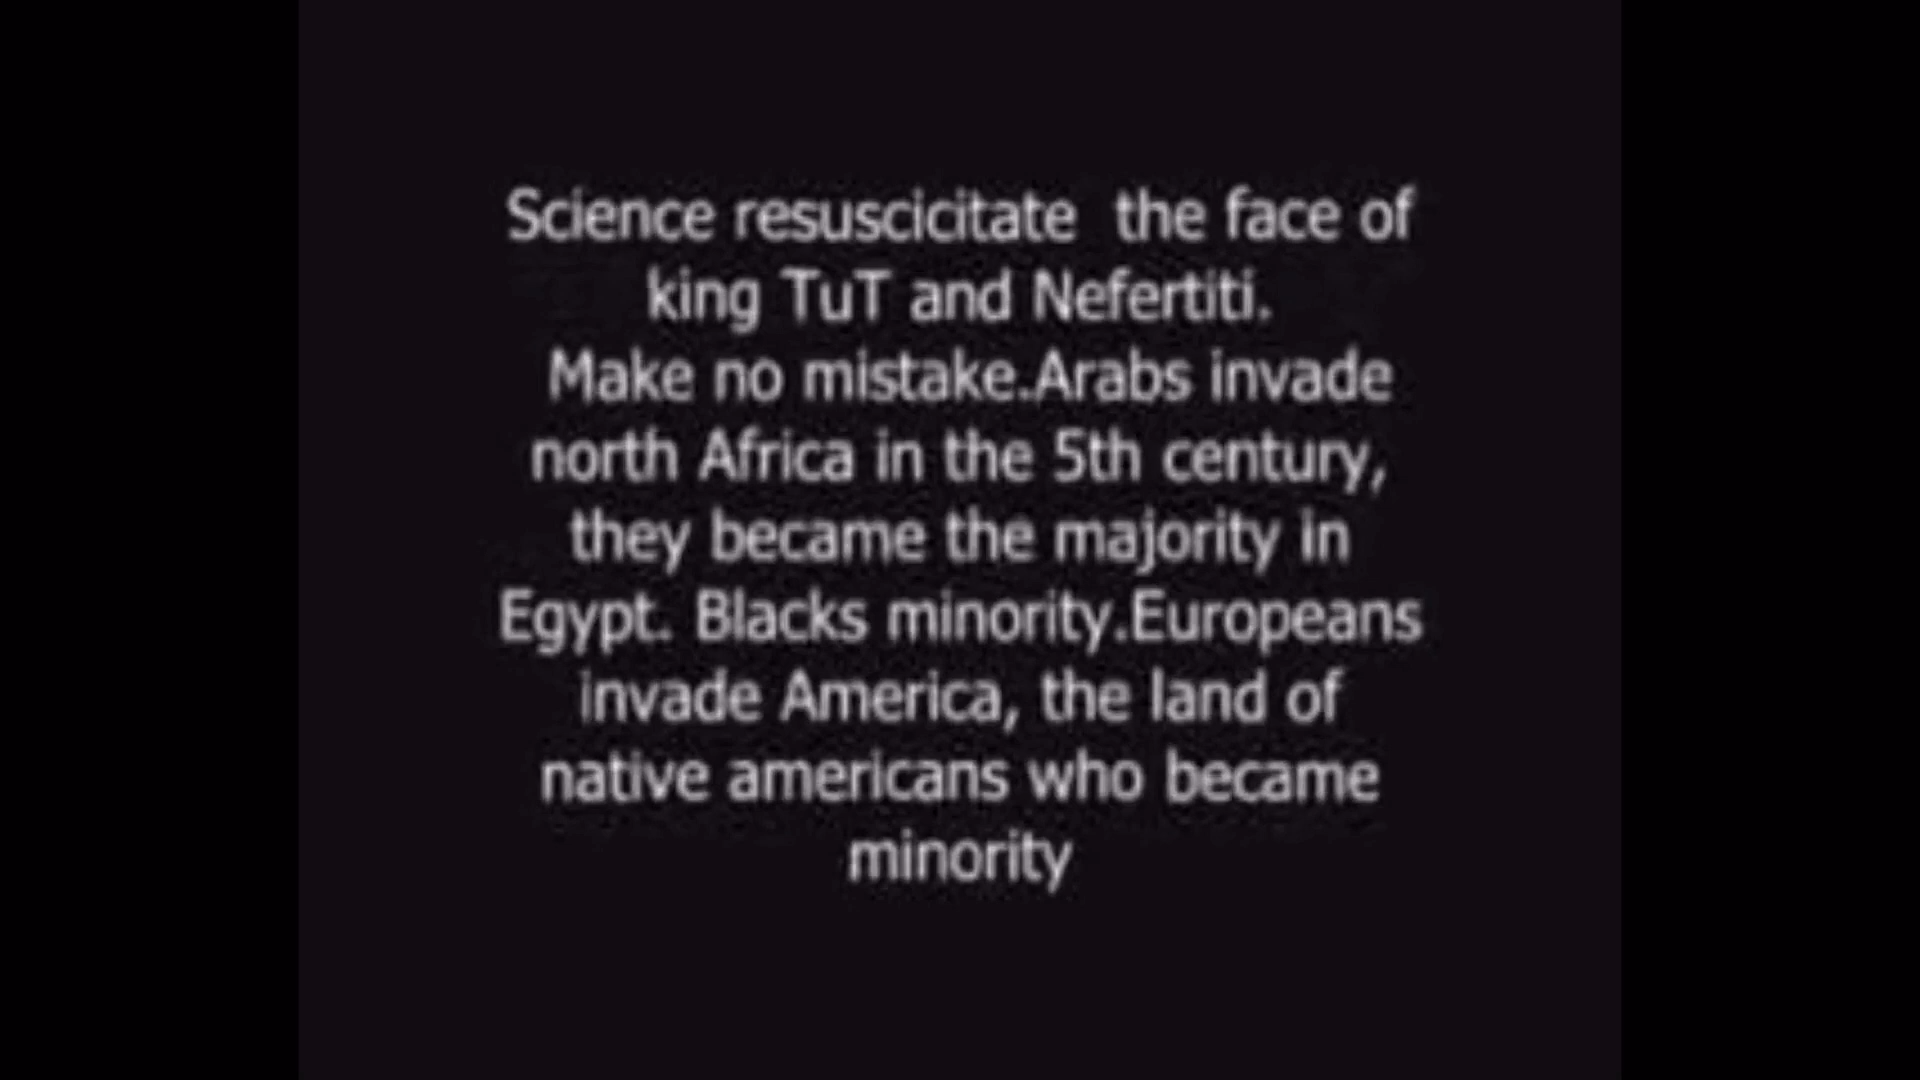 Science resuscicitate the face of
king TuT and Nefertiti.
Make no mistake.Arabs invade
north Africa in the 5th century,
they became the majority in
Egypt. Blacks minority.Europeans
invade America, the land of
native americans who became
minority